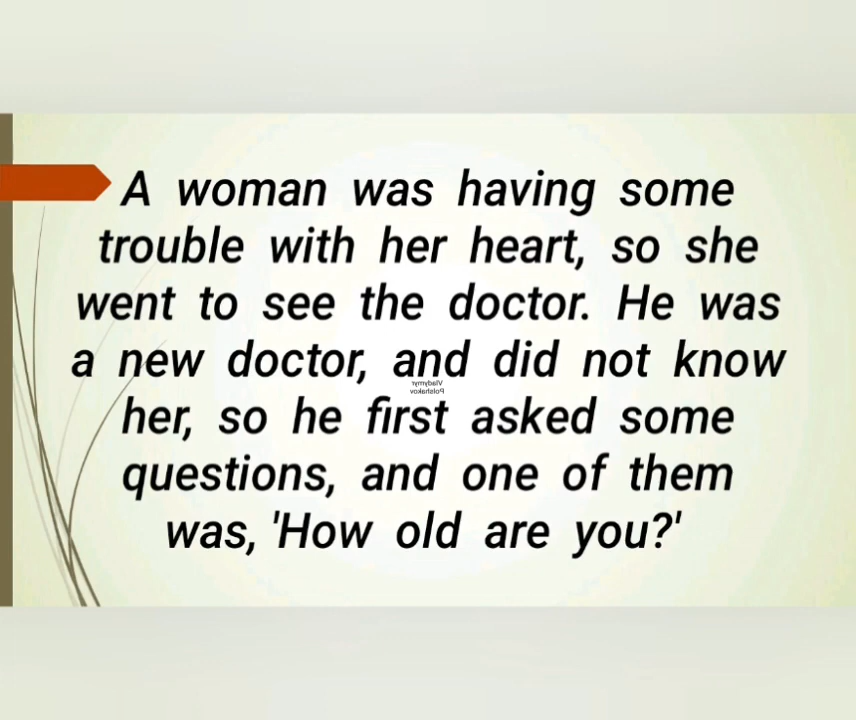 A woman was having some
trouble with her heart, so she
went to see the doctor. He was
a new doctor, and did not know
Vladymyr
Polshakov
her, so he first asked some
questions, and one of them
was, 'How old are you?'